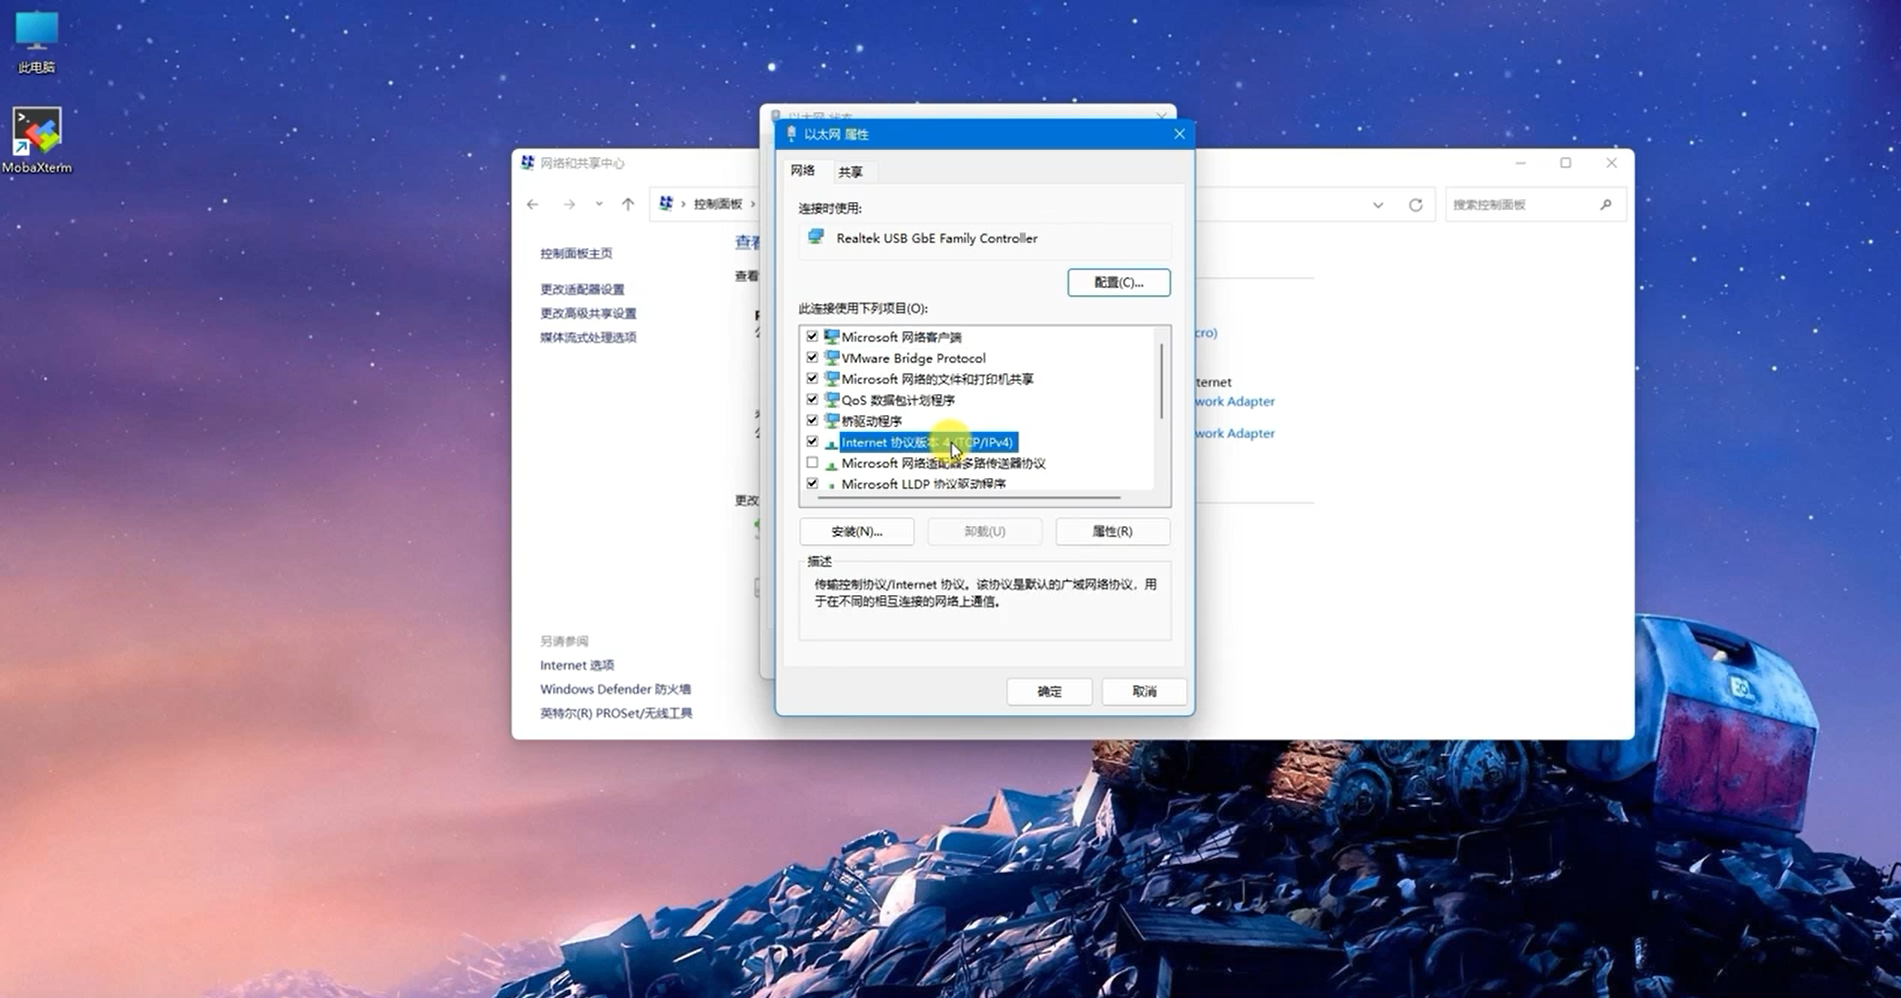 此电脑
MobaXterm
以太网 状态
以太网 属性
网络
共享
连接时使用:
Realtek USB GbE Family Controller
配置(C)...
此连接使用下列项目(O):
Microsoft 网络客户端
VMware Bridge Protocol
Microsoft 网络的文件和打印机共享
QoS 数据包计划程序
桥驱动程序
Internet 协议版本 4 (TCP/IPv4)
Microsoft 网络适配器多路传送器协议
Microsoft LLDP 协议驱动程序
安装(N)...
卸载(U)
属性(R)
描述
传输控制协议/Internet 协议。该协议是默认的广域网络协议，用
于在不同的相互连接的网络上通信。
确定
取消
网络和共享中心
控制面板
搜索控制面板
控制面板主页
更改适配器设置
更改高级共享设置
媒体流式处理选项
查看
查看
更改
cro)
ternet
work Adapter
work Adapter
另请参阅
Internet 选项
Windows Defender 防火墙
英特尔(R) PROSet/无线工具